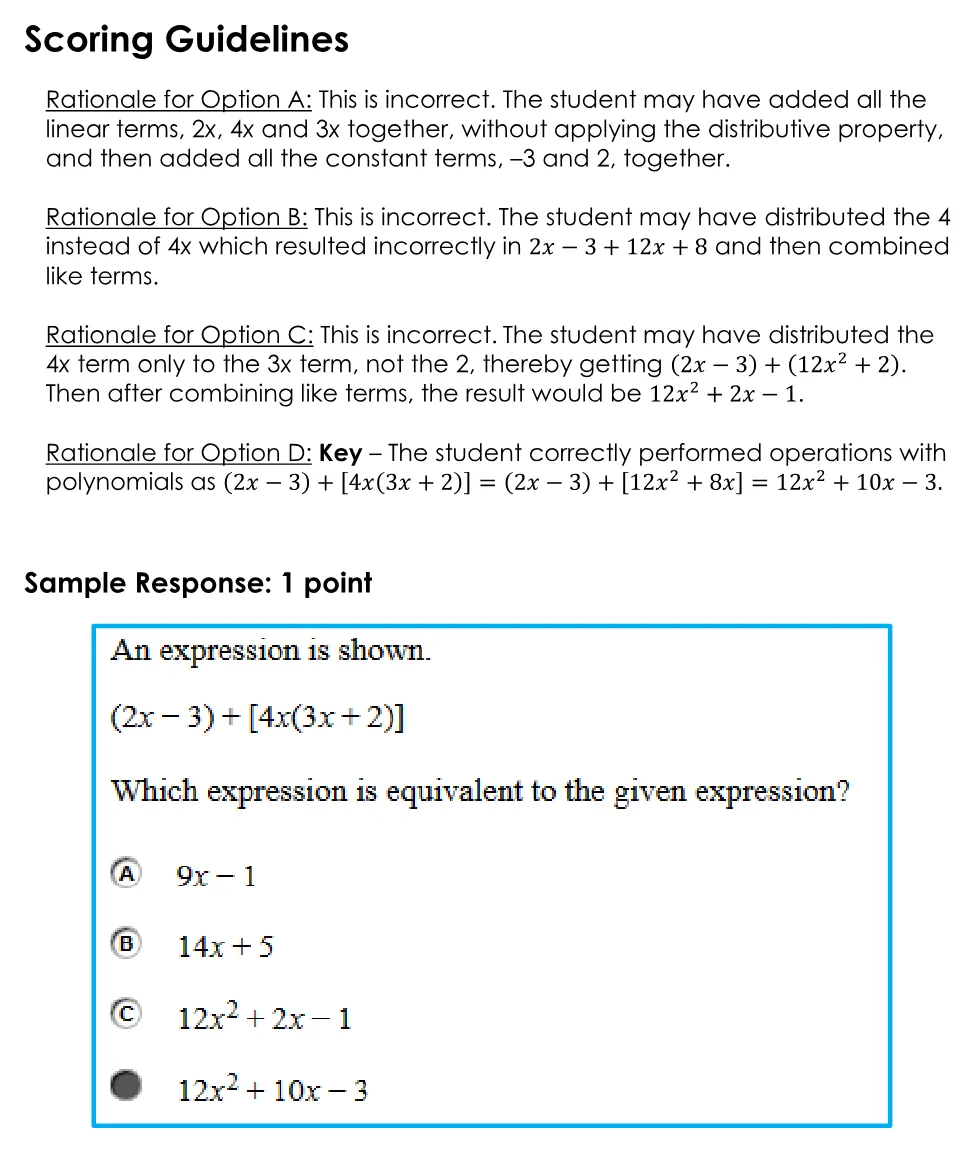 Scoring Guidelines
Rationale for Option A: This is incorrect. The student may have added all the
linear terms, 2x, 4x and 3x together, without applying the distributive property,
and then added all the constant terms, –3 and 2, together.
Rationale for Option B: This is incorrect. The student may have distributed the 4
instead of 4x which resulted incorrectly in 2𝑥 − 3 + 12𝑥 + 8 and then combined
like terms.
Rationale for Option C: This is incorrect. The student may have distributed the
4x term only to the 3x term, not the 2, thereby getting (2𝑥 − 3) + (12𝑥² + 2).
Then after combining like terms, the result would be 12𝑥² + 2𝑥 − 1.
Rationale for Option D: Key – The student correctly performed operations with
polynomials as (2𝑥 − 3) + [4𝑥(3𝑥 + 2)] = (2𝑥 − 3) + [12𝑥² + 8𝑥] = 12𝑥² + 10𝑥 − 3.
Sample Response: 1 point
An expression is shown.
(2x − 3) + [4x(3x + 2)]
Which expression is equivalent to the given expression?
A 9x − 1
B 14x + 5
C 12x² + 2x − 1
12x² + 10x − 3